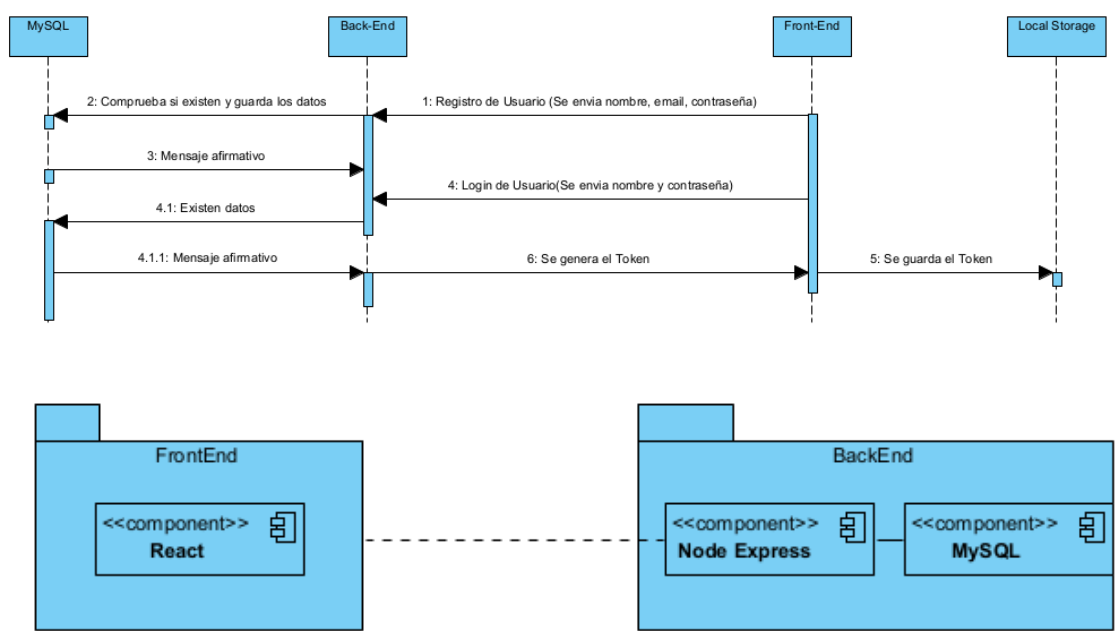 MySQL
Back-End
Front-End
Local Storage
2: Comprueba si existen y guarda los datos
1: Registro de Usuario (Se envia nombre, email, contraseña)
3: Mensaje afirmativo
4: Login de Usuario(Se envia nombre y contraseña)
4.1: Existen datos
4.1.1: Mensaje afirmativo
6: Se genera el Token
5: Se guarda el Token
FrontEnd
<<component>>
React
BackEnd
<<component>>
Node Express
<<component>>
MySQL